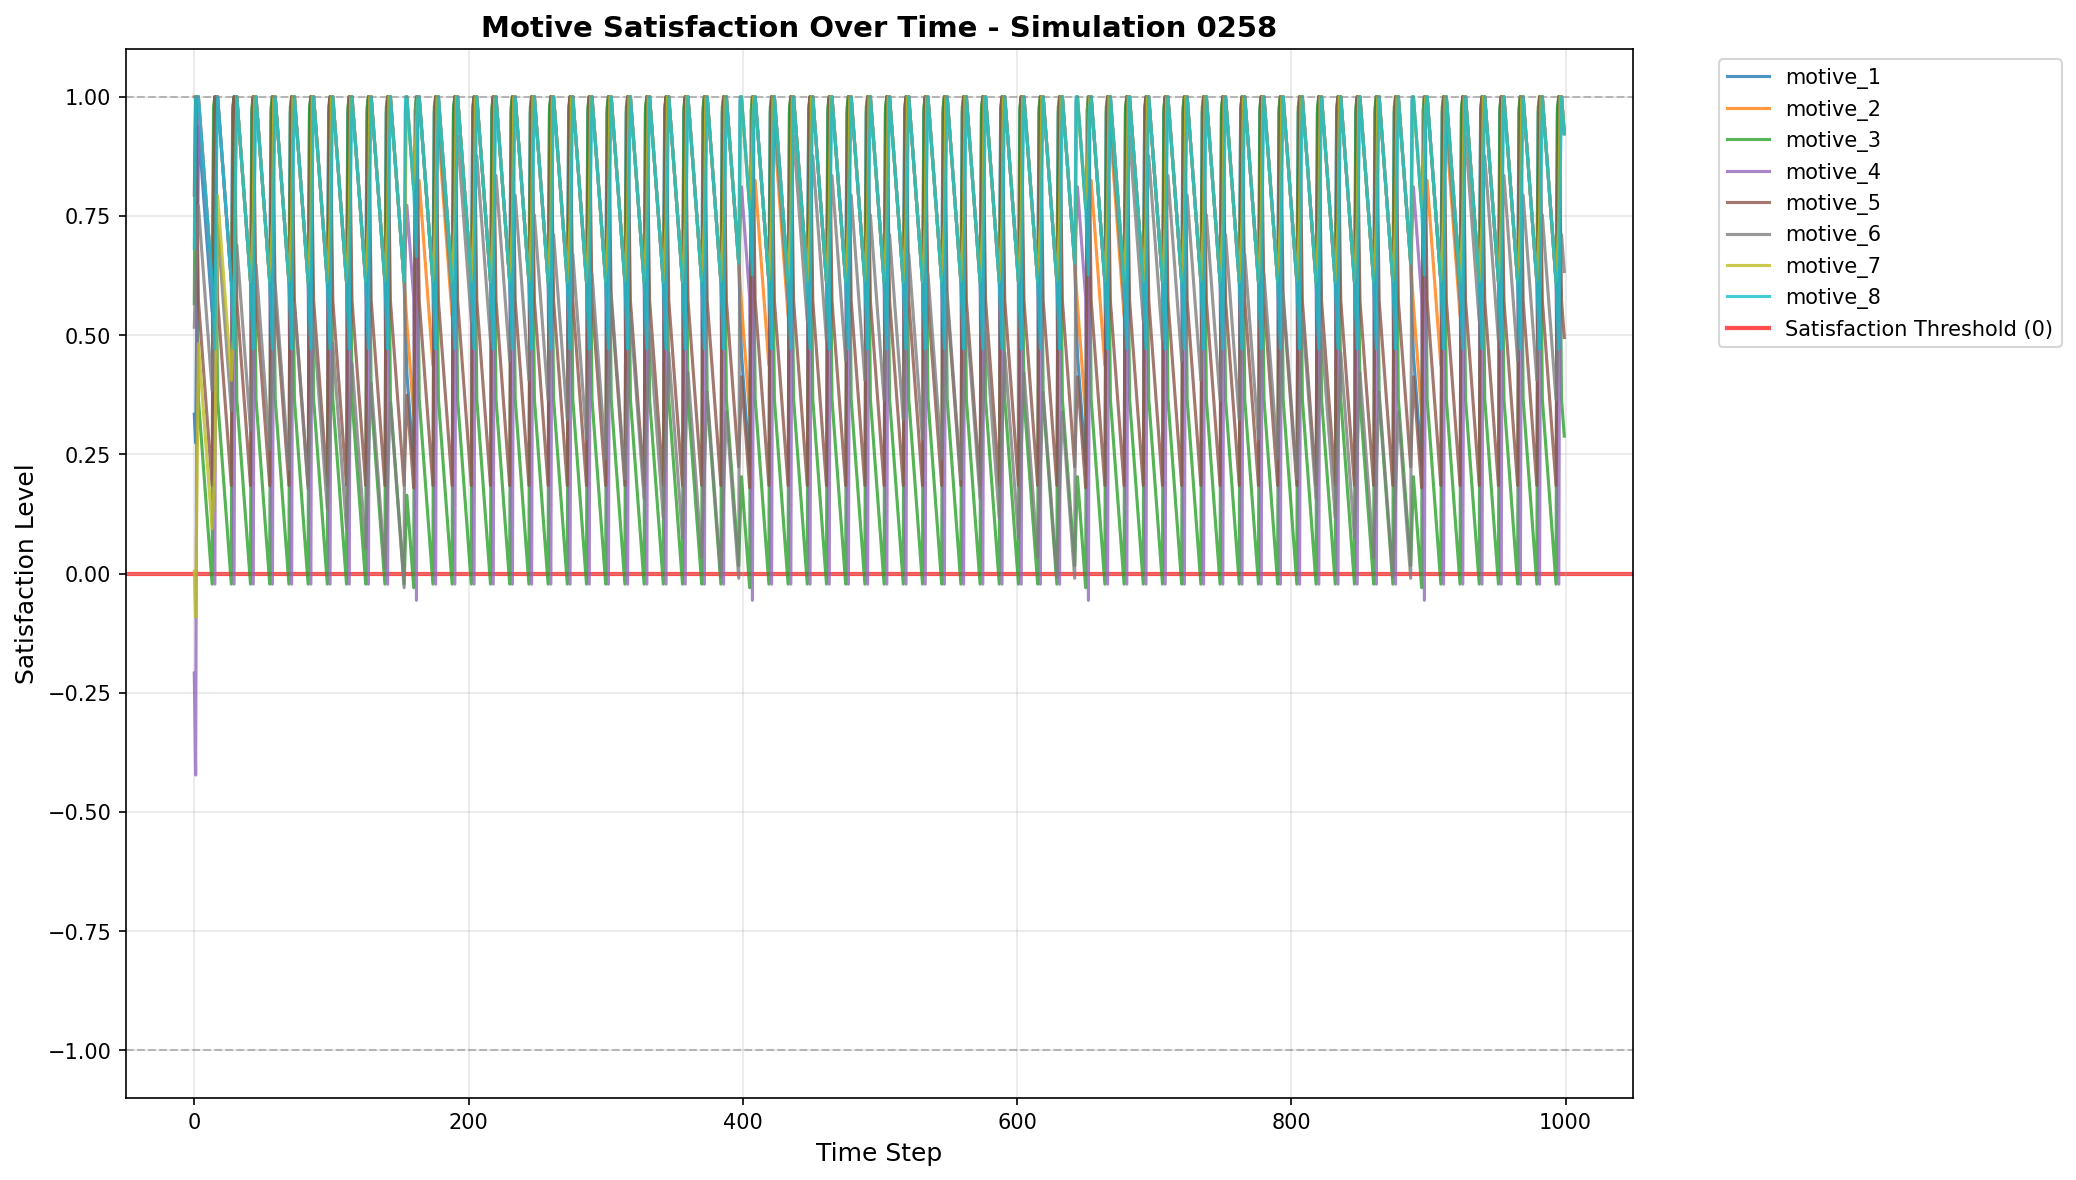 Motive Satisfaction Over Time - Simulation 0258
Satisfaction Level
1.00
0.75
0.50
0.25
0.00
−0.25
−0.50
−0.75
−1.00
0
200
400
600
800
1000
Time Step
motive_1
motive_2
motive_3
motive_4
motive_5
motive_6
motive_7
motive_8
Satisfaction Threshold (0)